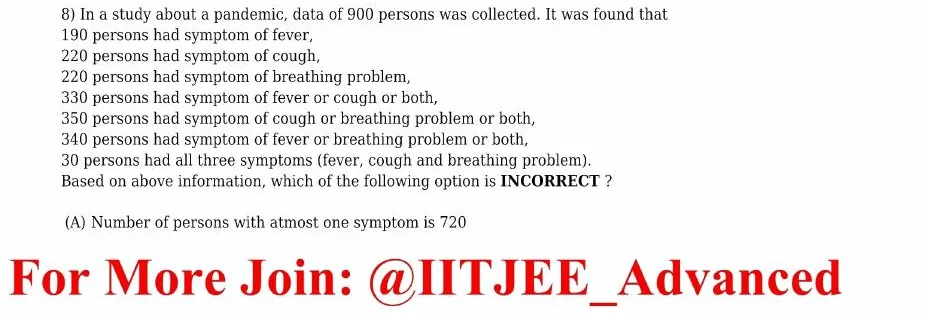 8) In a study about a pandemic, data of 900 persons was collected. It was found that
190 persons had symptom of fever,
220 persons had symptom of cough,
220 persons had symptom of breathing problem,
330 persons had symptom of fever or cough or both,
350 persons had symptom of cough or breathing problem or both,
340 persons had symptom of fever or breathing problem or both,
30 persons had all three symptoms (fever, cough and breathing problem).
Based on above information, which of the following option is INCORRECT ?
(A) Number of persons with atmost one symptom is 720
For More Join: @IITJEE_Advanced